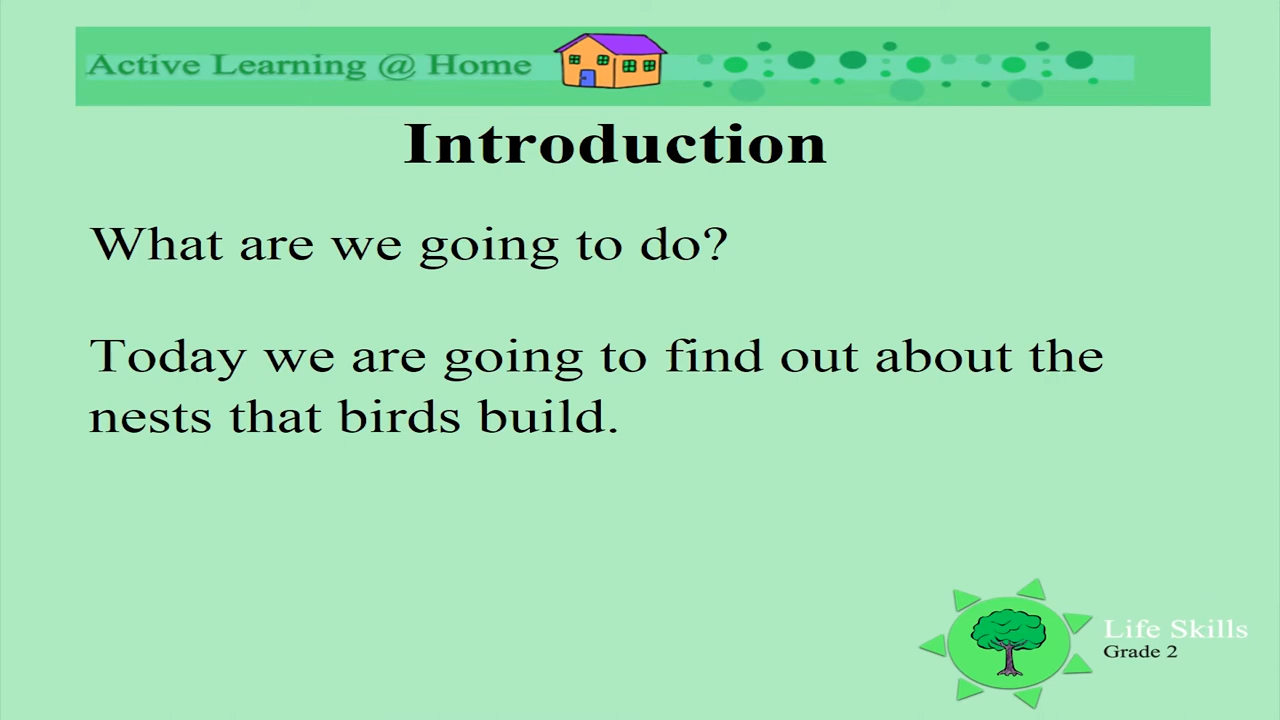 Active Learning @ Home
Introduction
What are we going to do?
Today we are going to find out about the
nests that birds build.
Life Skills
Grade 2